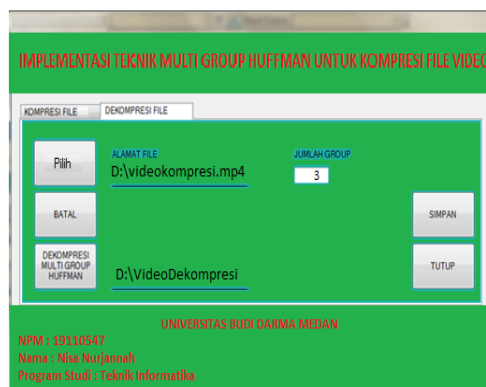 IMPLEMENTASI TEKNIK MULTI GROUP HUFFMAN UNTUK KOMPRESI FILE VIDEO
KOMPRESI FILE
DEKOMPRESI FILE
Pilih
ALAMAT FILE
JUMLAH GROUP
D:\videokompresi.mp4
3
BATAL
SIMPAN
DEKOMPRESI
MULTI GROUP
HUFFMAN
D:\VideoDekompresi
TUTUP
UNIVERSITAS BUDI DARMA MEDAN
NPM : 19110547
Nama : Nisa Nurjannah
Program Studi : Teknik Informatika